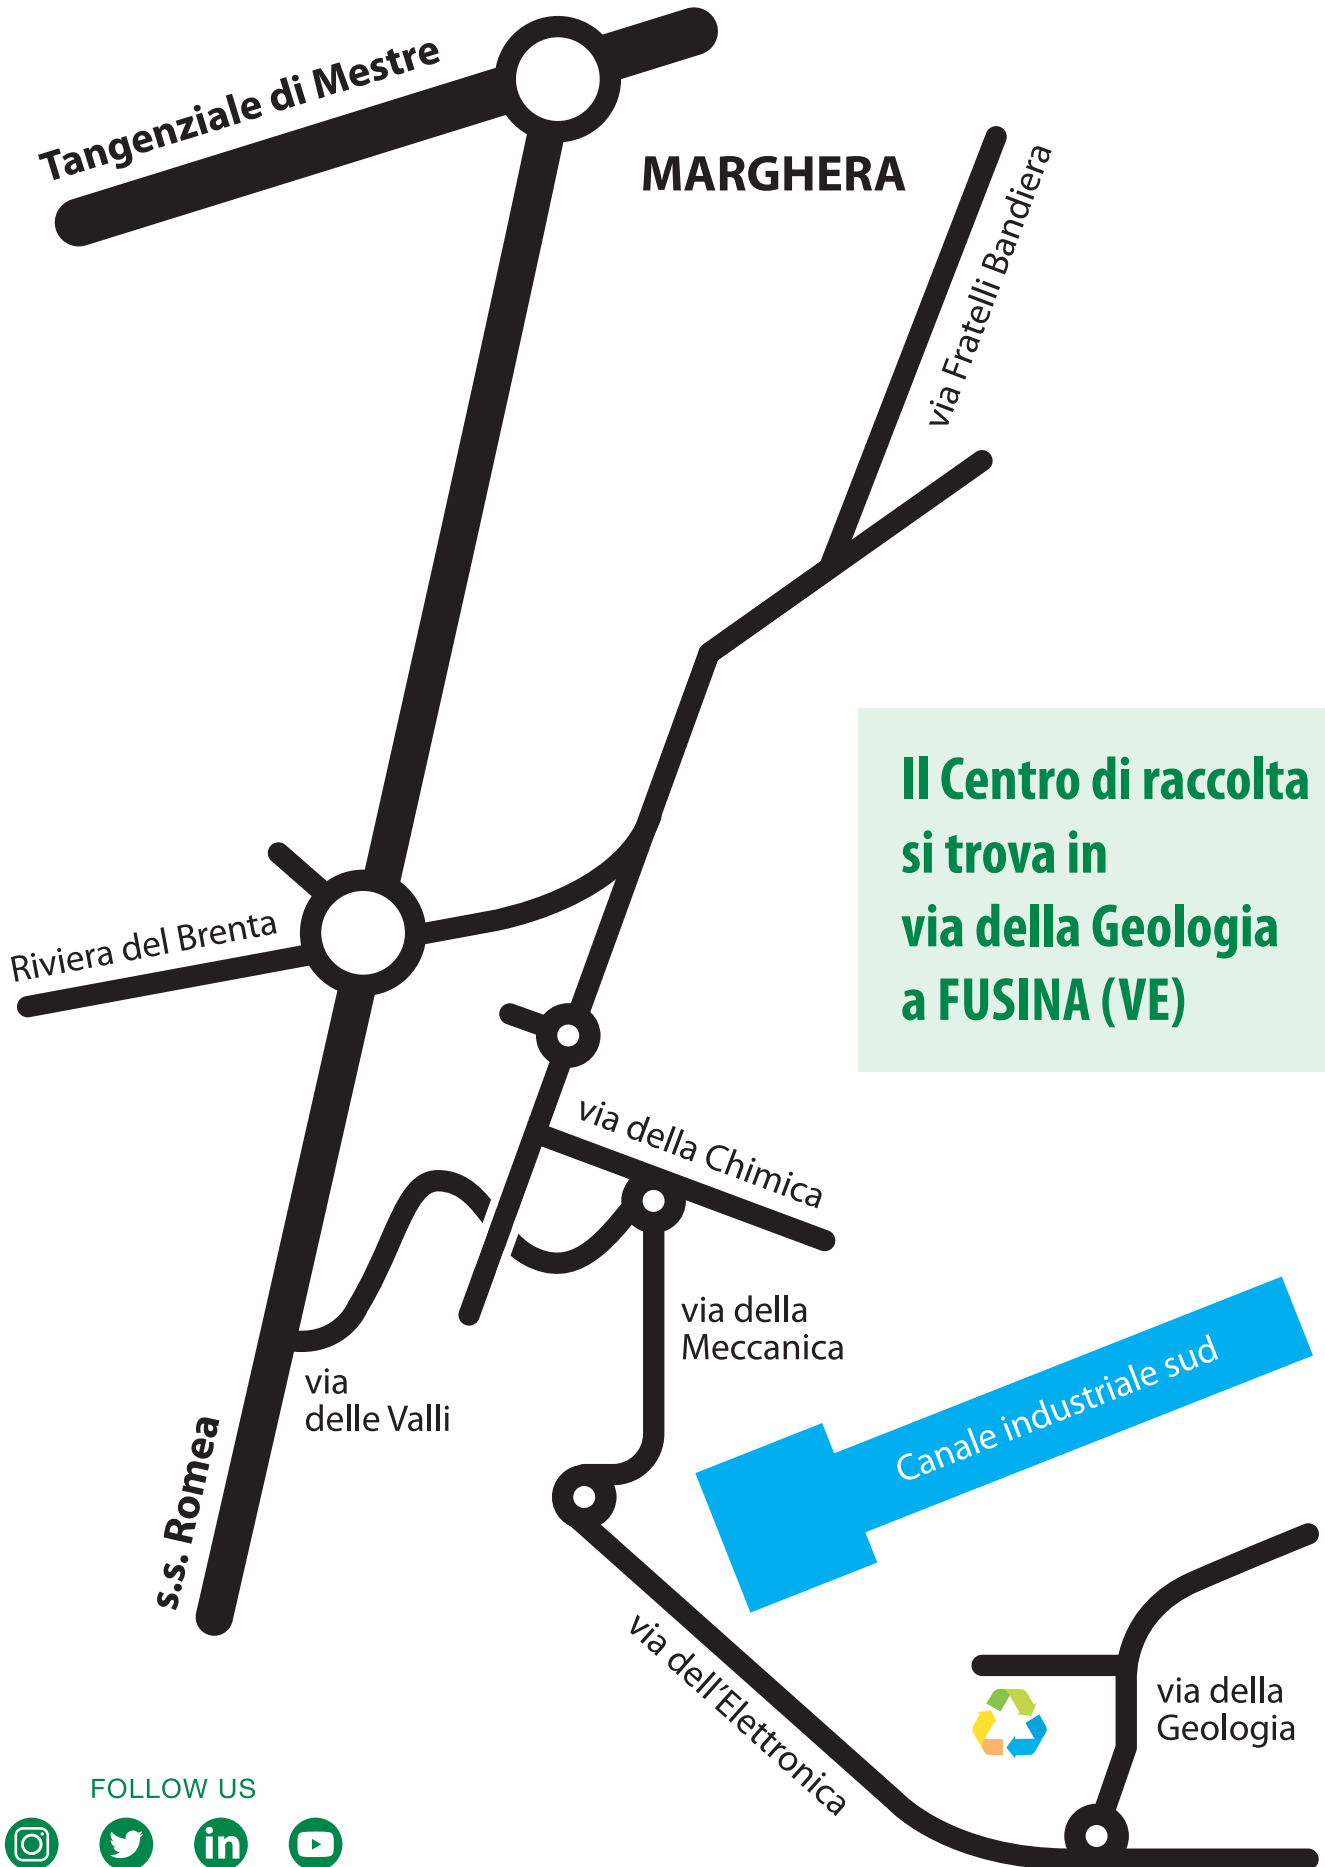 Tangenziale di Mestre
MARGHERA
via Fratelli Bandiera
Il Centro di raccolta
si trova in
via della Geologia
a FUSINA (VE)
Riviera del Brenta
via della Chimica
via della
Meccanica
Canale industriale sud
via
delle Valli
s.s. Romea
via dell'Elettronica
via della
Geologia
FOLLOW US
in